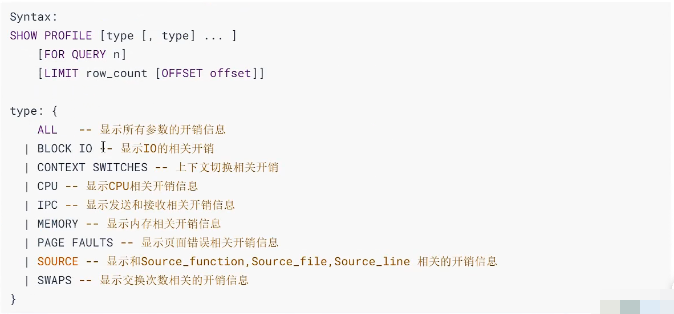 Syntax:
SHOW PROFILE [type [, type] ... ]
[FOR QUERY n]
[LIMIT row_count [OFFSET offset]]
type: {
ALL -- 显示所有参数的开销信息
| BLOCK IO -- 显示IO的相关开销
| CONTEXT SWITCHES -- 上下文切换相关开销
| CPU -- 显示CPU相关开销信息
| IPC -- 显示发送和接收相关开销信息
| MEMORY -- 显示内存相关开销信息
| PAGE FAULTS -- 显示页面错误相关开销信息
| SOURCE -- 显示和Source_function,Source_file,Source_line 相关的开销信息
| SWAPS -- 显示交换次数相关的开销信息
}